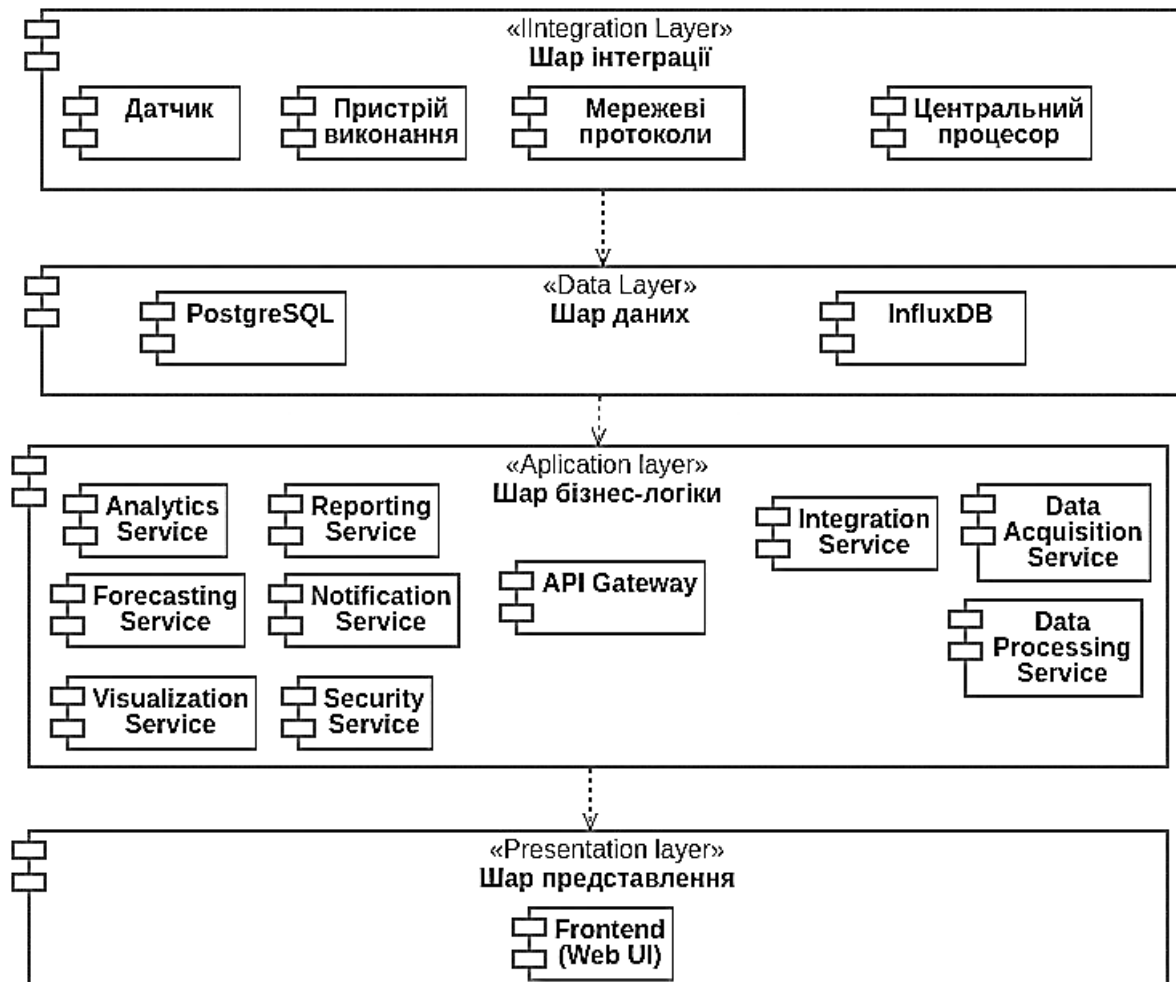 «IIntegration Layer»
Шар інтеграції
Датчик
Пристрій
виконання
Мережеві
протоколи
Центральний
процесор
«Data Layer»
Шар даних
PostgreSQL
InfluxDB
«Aplication layer»
Шар бізнес-логіки
Analytics
Service
Reporting
Service
Integration
Service
Data
Acquisition
Service
Forecasting
Service
Notification
Service
API Gateway
Data
Processing
Service
Visualization
Service
Security
Service
«Presentation layer»
Шар представлення
Frontend
(Web UI)